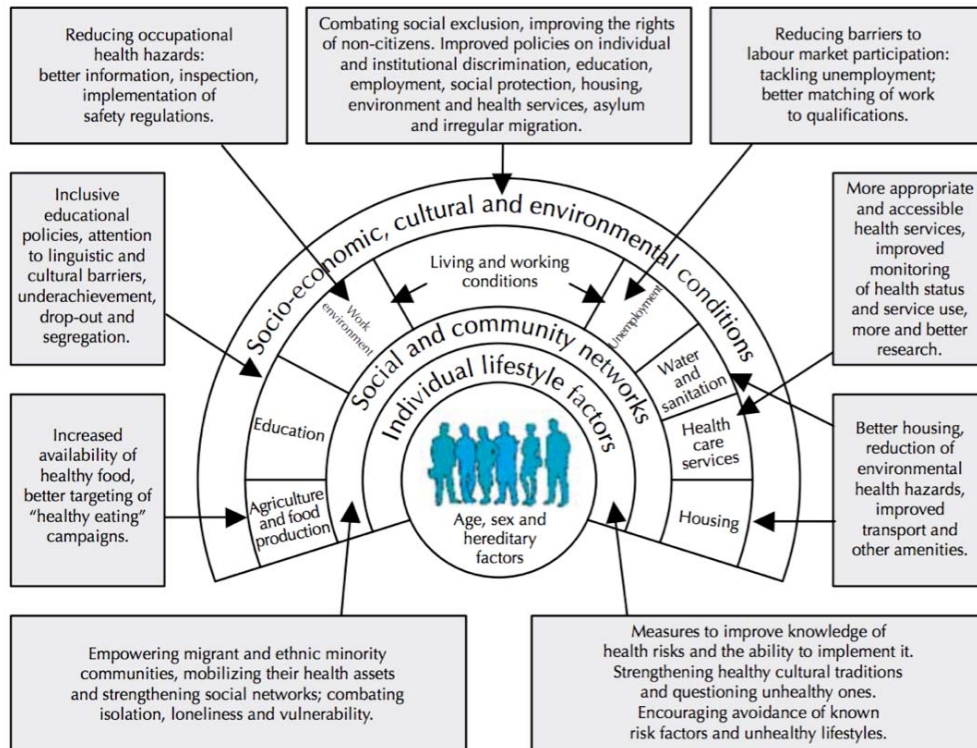 Reducing occupational
health hazards:
better information, inspection,
implementation of
safety regulations.
Combating social exclusion, improving the rights
of non-citizens. Improved policies on individual
and institutional discrimination, education,
employment, social protection, housing,
environment and health services, asylum
and irregular migration.
Reducing barriers to
labour market participation:
tackling unemployment;
better matching of work
to qualifications.
Inclusive
educational
policies, attention
to linguistic and
cultural barriers,
underachievement,
drop-out and
segregation.
More appropriate
and accessible
health services,
improved
monitoring
of health status
and service use,
more and better
research.
Socio-economic, cultural and environmental conditions
Living and working
conditions
Work
environment
Unemployment
Social and community networks
Water
and
sanitation
Individual lifestyle factors
Education
Health
care
services
Agriculture
and food
production
Housing
Age, sex and
hereditary
factors
Increased
availability of
healthy food,
better targeting of
“healthy eating”
campaigns.
Better housing,
reduction of
environmental
health hazards,
improved
transport and
other amenities.
Empowering migrant and ethnic minority
communities, mobilizing their health assets
and strengthening social networks; combating
isolation, loneliness and vulnerability.
Measures to improve knowledge of
health risks and the ability to implement it.
Strengthening healthy cultural traditions
and questioning unhealthy ones.
Encouraging avoidance of known
risk factors and unhealthy lifestyles.